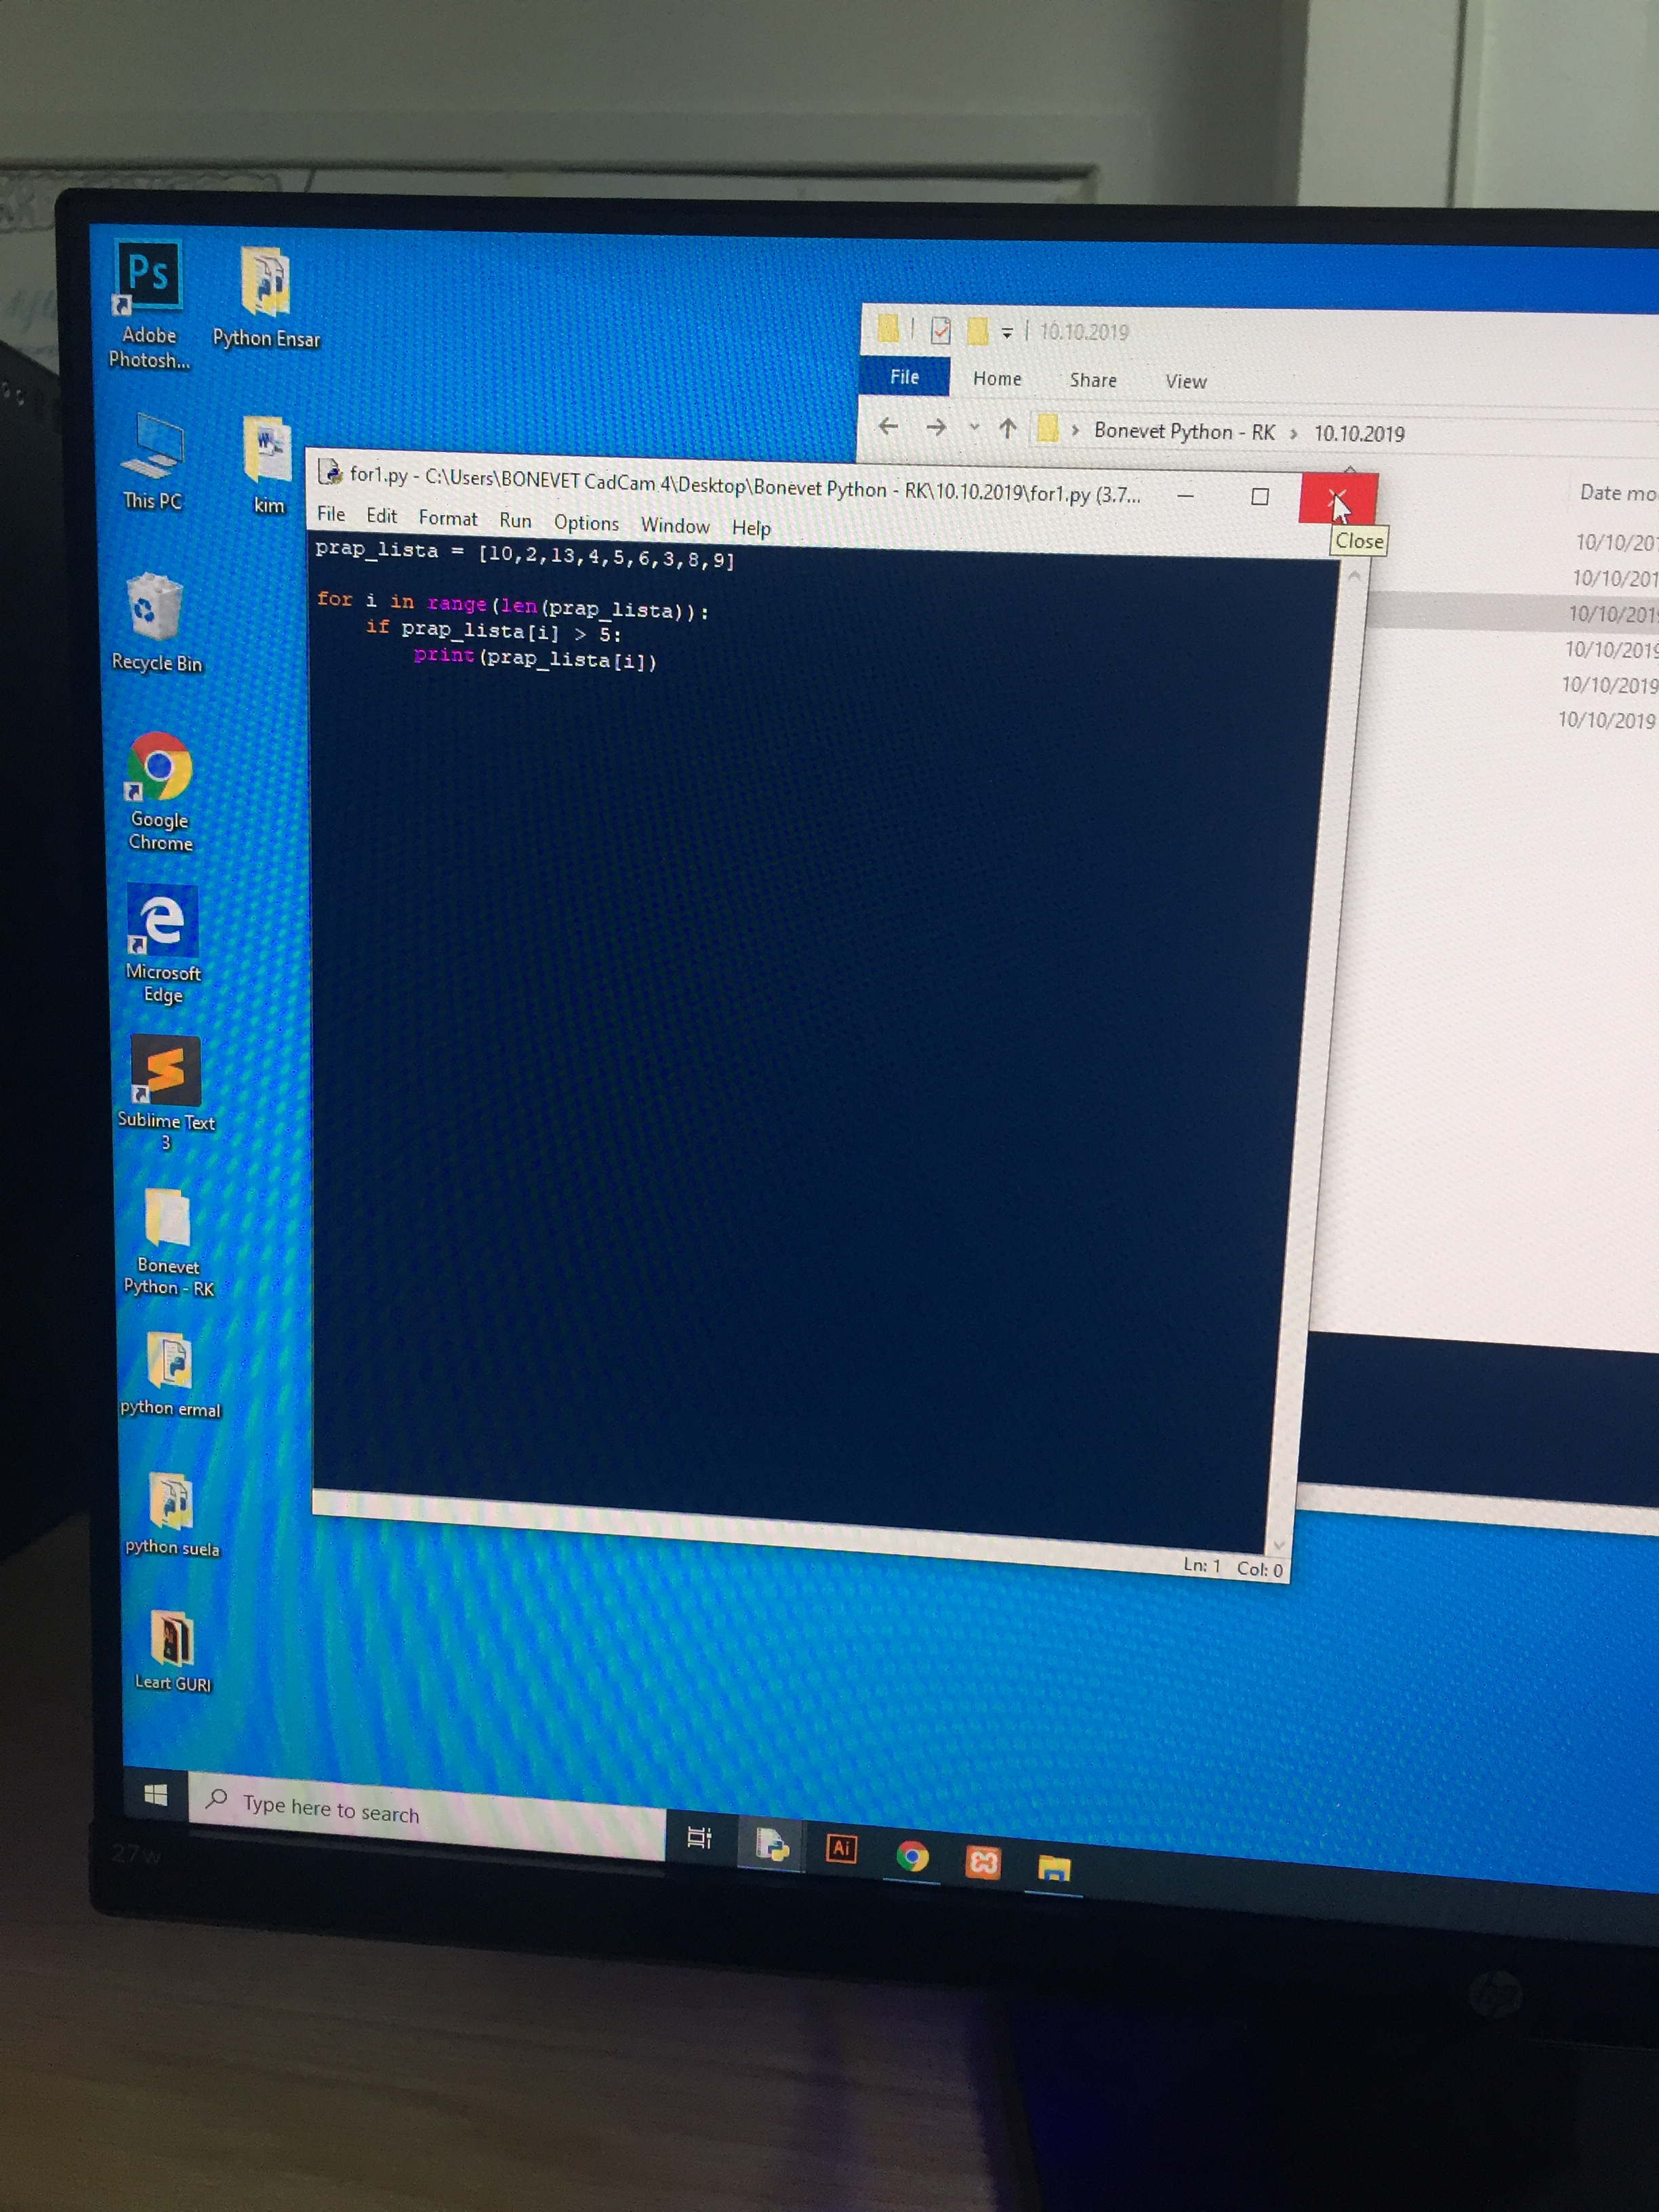 Ps
Adobe
Photosh...
Python Ensar
This PC
kim
Recycle Bin
Google
Chrome
Microsoft
Edge
Sublime Text
3
Bonevet
Python - RK
python ermal
python suela
Leart GURI
10.10.2019
File Home Share View
Bonevet Python - RK > 10.10.2019
Date mo
10/10/201
10/10/201
10/10/2019
10/10/2019
10/10/2019
10/10/2019
for1.py - C:\Users\BONEVET CadCam 4\Desktop\Bonevet Python - RK\10.10.2019\for1.py (3.7...
Close
File Edit Format Run Options Window Help
prap_lista = [10,2,13,4,5,6,3,8,9]
for i in range(len(prap_lista)):
if prap_lista[i] > 5:
print(prap_lista[i])
Ln: 1 Col: 0
Type here to search
Ai
27w
hp